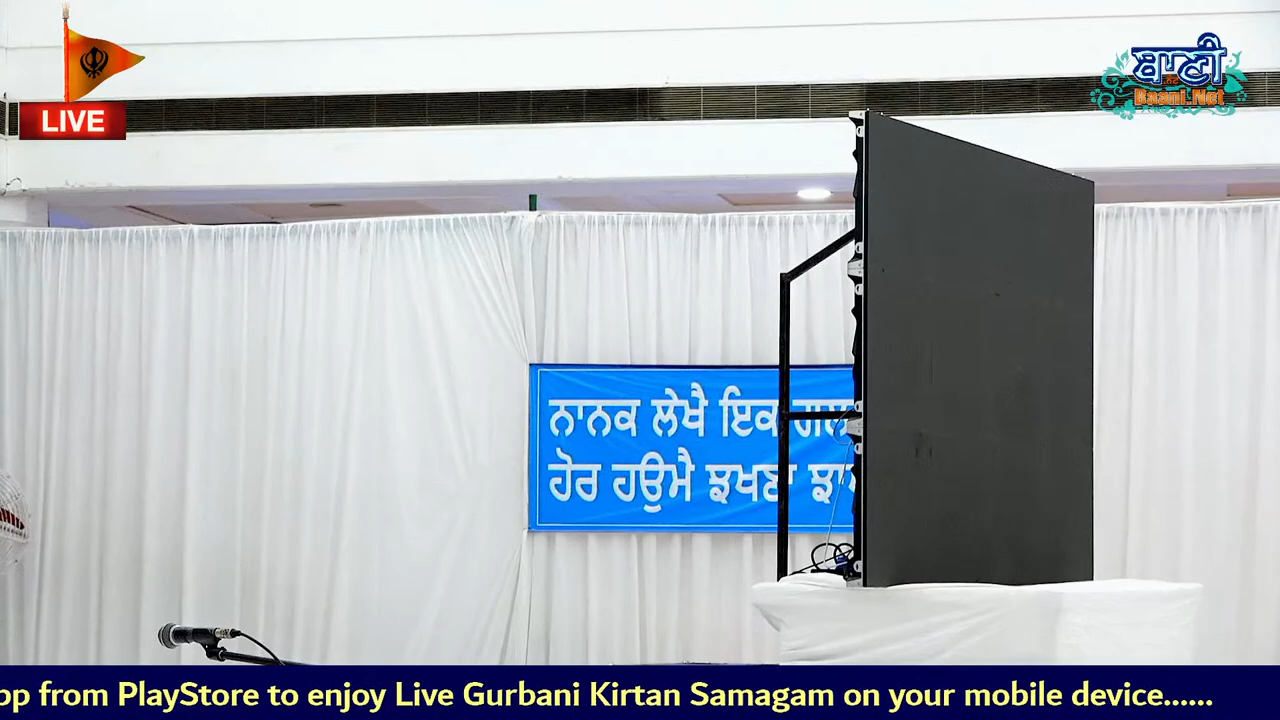 LIVE
ਬਾਣੀ
Baani.Net
ਨਾਨਕ ਲੇਖੈ ਇਕ
ਹੋਰ ਹਉਮੈ ਝਖਣਾ
from PlayStore to enjoy Live Gurbani Kirtan Samagam on your mobile device......